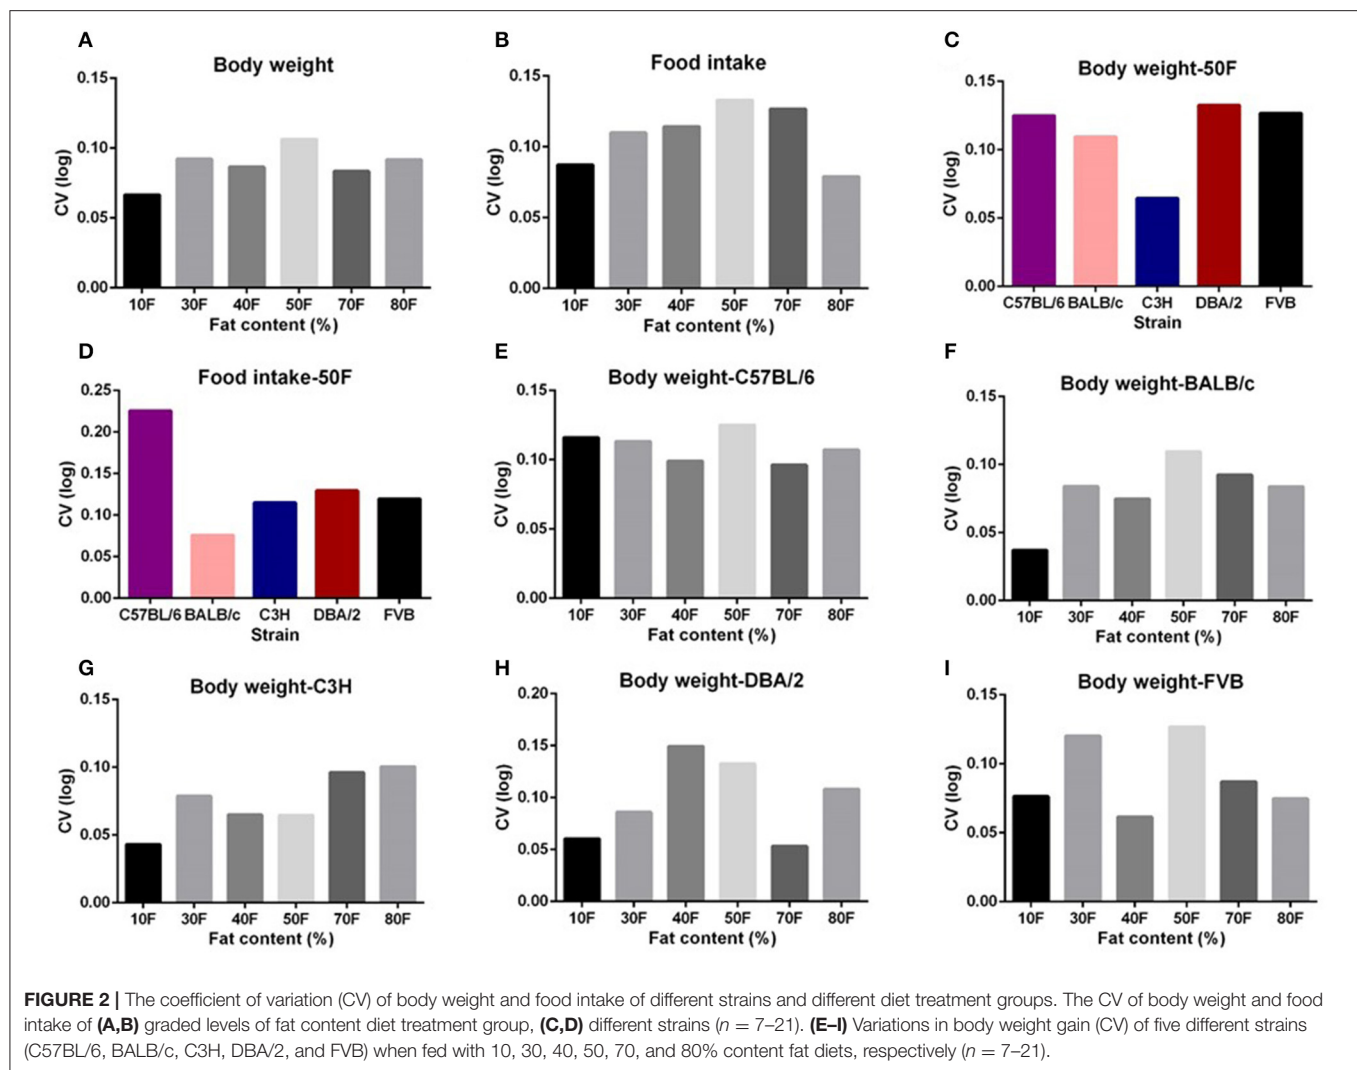 A
Body weight
0.15
0.10
0.05
0.00
CV (log)
10F 30F 40F 50F 70F 80F
Fat content (%)
B
Food intake
0.15
0.10
0.05
0.00
CV (log)
10F 30F 40F 50F 70F 80F
Fat content (%)
C
Body weight-50F
0.15
0.10
0.05
0.00
CV (log)
C57BL/6 BALB/c C3H DBA/2 FVB
Strain
D
Food intake-50F
0.25
0.20
0.15
0.10
0.05
0.00
CV (log)
C57BL/6 BALB/c C3H DBA/2 FVB
Strain
E
Body weight-C57BL/6
0.15
0.10
0.05
0.00
CV (log)
10F 30F 40F 50F 70F 80F
Fat content (%)
F
Body weight-BALB/c
0.15
0.10
0.05
0.00
CV (log)
10F 30F 40F 50F 70F 80F
Fat content (%)
G
Body weight-C3H
0.15
0.10
0.05
0.00
CV (log)
10F 30F 40F 50F 70F 80F
Fat content (%)
H
Body weight-DBA/2
0.20
0.15
0.10
0.05
0.00
CV (log)
10F 30F 40F 50F 70F 80F
Fat content (%)
I
Body weight-FVB
0.15
0.10
0.05
0.00
CV (log)
10F 30F 40F 50F 70F 80F
Fat content (%)
FIGURE 2 | The coefficient of variation (CV) of body weight and food intake of different strains and different diet treatment groups. The CV of body weight and food
intake of (A,B) graded levels of fat content diet treatment group, (C,D) different strains (n = 7–21). (E–I) Variations in body weight gain (CV) of five different strains
(C57BL/6, BALB/c, C3H, DBA/2, and FVB) when fed with 10, 30, 40, 50, 70, and 80% content fat diets, respectively (n = 7–21).